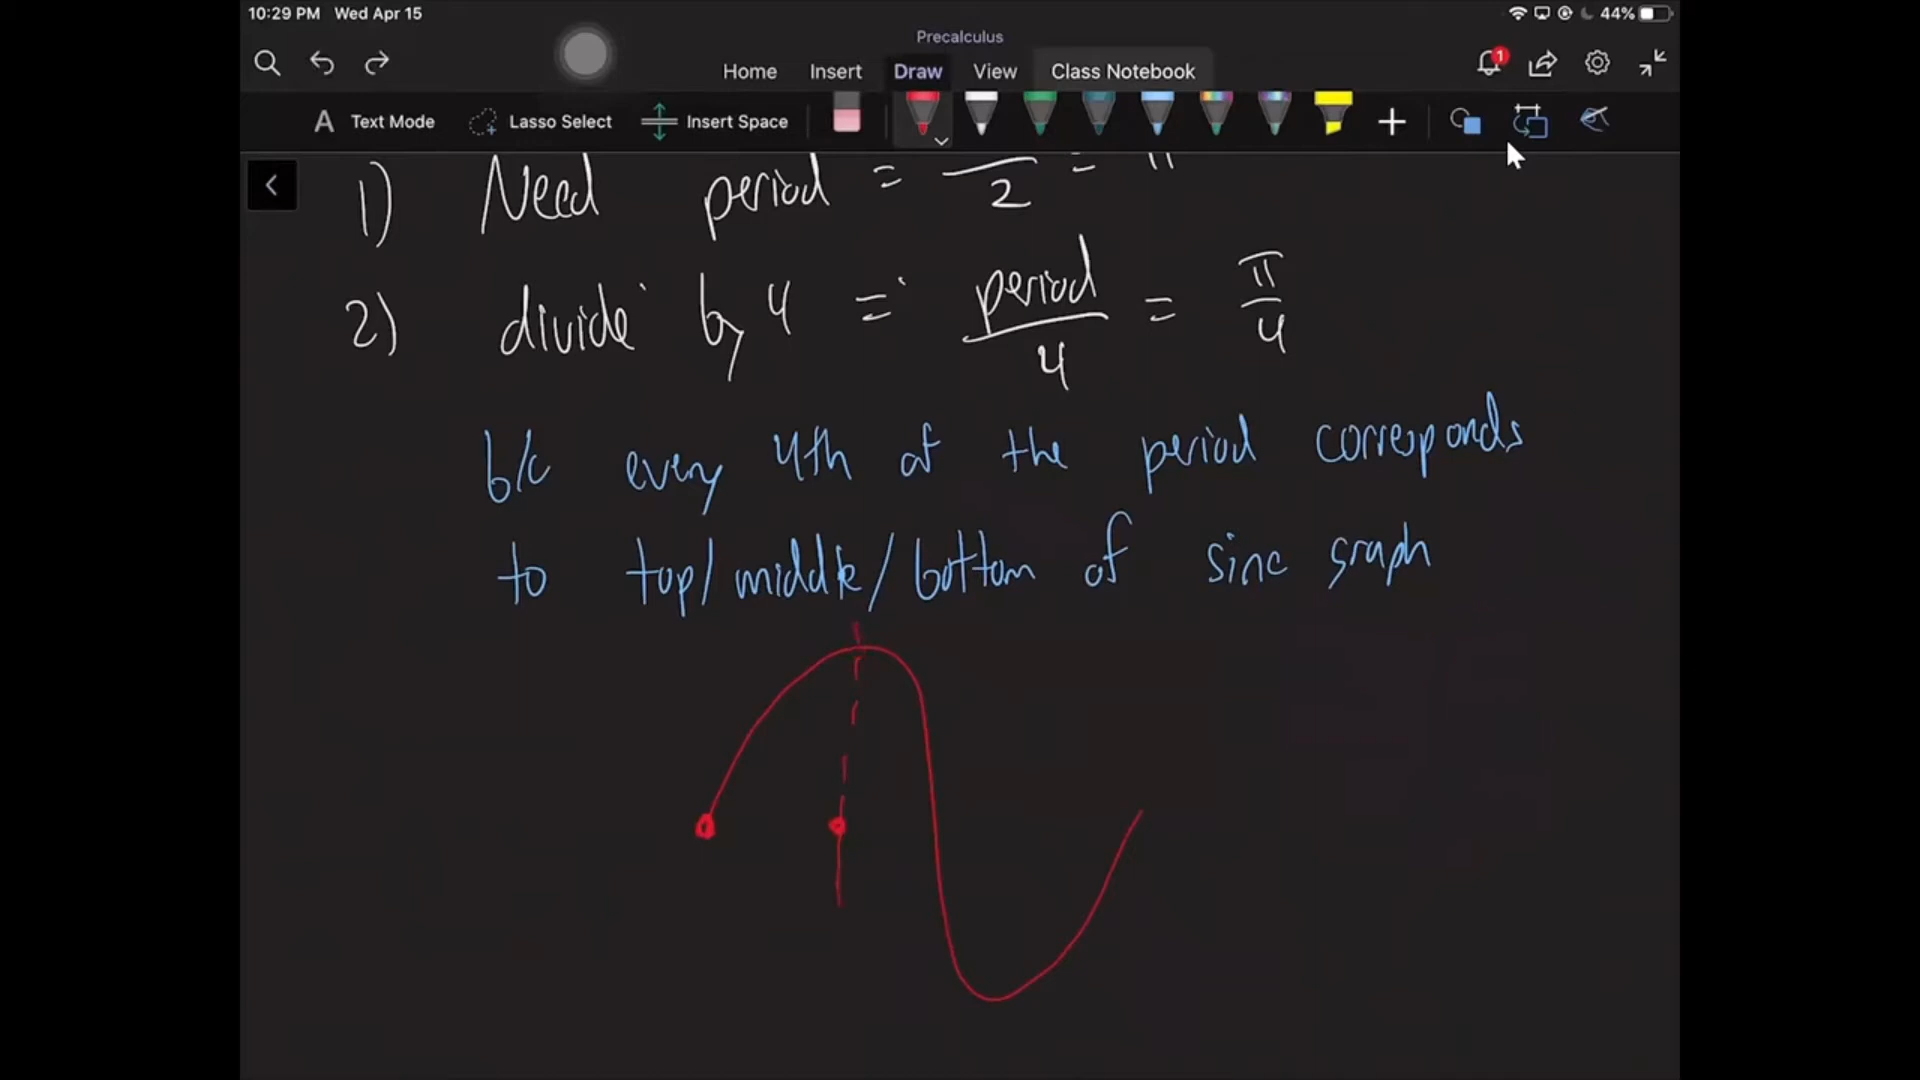 10:29 PM Wed Apr 15
44%
Precalculus
Home Insert Draw View Class Notebook
1
Text Mode Lasso Select Insert Space
1) Need period = /2 = π
2) divide by 4 = period/4 = π/4
b/c every 4th of the period corresponds
to top/middle/bottom of sine graph